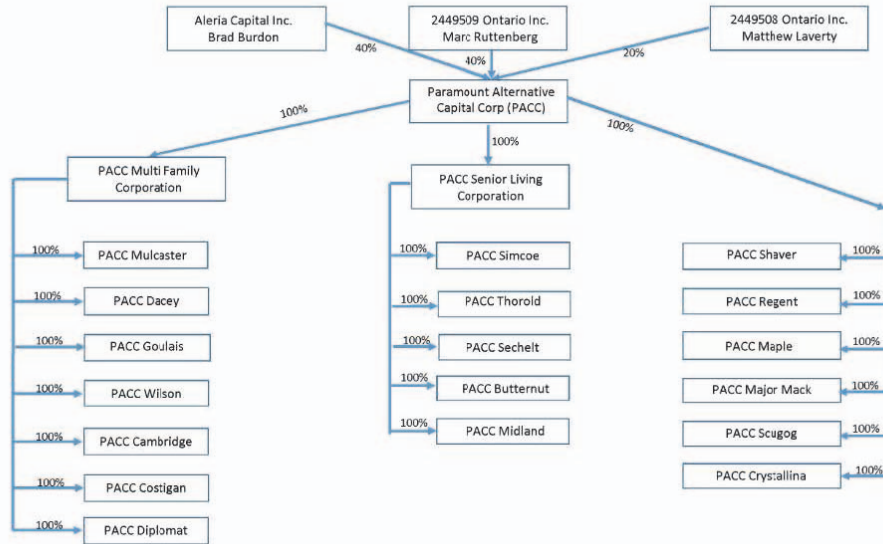 Aleria Capital Inc.
Brad Burdon
2449509 Ontario Inc.
Marc Ruttenberg
2449508 Ontario Inc.
Matthew Laverty
40%
40%
20%
Paramount Alternative
Capital Corp (PACC)
100%
100%
100%
PACC Multi Family
Corporation
PACC Senior Living
Corporation
100%
PACC Mulcaster
100%
PACC Dacey
100%
PACC Goulais
100%
PACC Wilson
100%
PACC Cambridge
100%
PACC Costigan
100%
PACC Diplomat
100%
PACC Simcoe
100%
PACC Thorold
100%
PACC Sechelt
100%
PACC Butternut
100%
PACC Midland
PACC Shaver
100%
PACC Regent
100%
PACC Maple
100%
PACC Major Mack
100%
PACC Scugog
100%
PACC Crystallina
100%